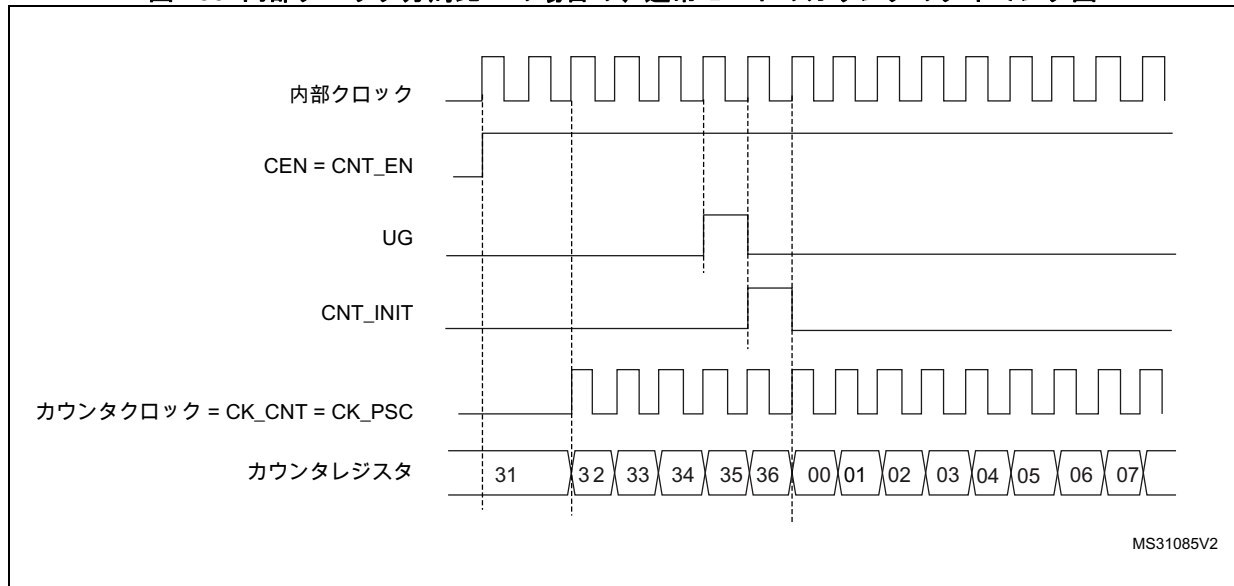 内部クロック
CEN = CNT_EN
UG
CNT_INIT
カウンタクロック = CK_CNT = CK_PSC
カウンタレジスタ
31 32 33 34 35 36 00 01 02 03 04 05 06 07
MS31085V2